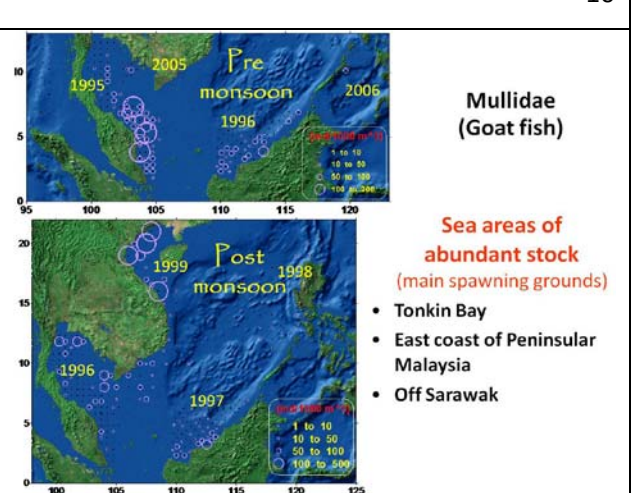 10
Pre
monsoon
1995
2005
1996
2006
1 to 10
10 to 50
50 to 100
10
5
0
95 100 105 110 115 120
Mullidae
(Goat fish)
Post
monsoon
1999
1998
1996
1997
1 to 10
10 to 50
50 to 100
100 to 500
20
15
10
5
0
100 105 110 115 120 125
Sea areas of
abundant stock
(main spawning grounds)
• Tonkin Bay
• East coast of Peninsular
Malaysia
• Off Sarawak